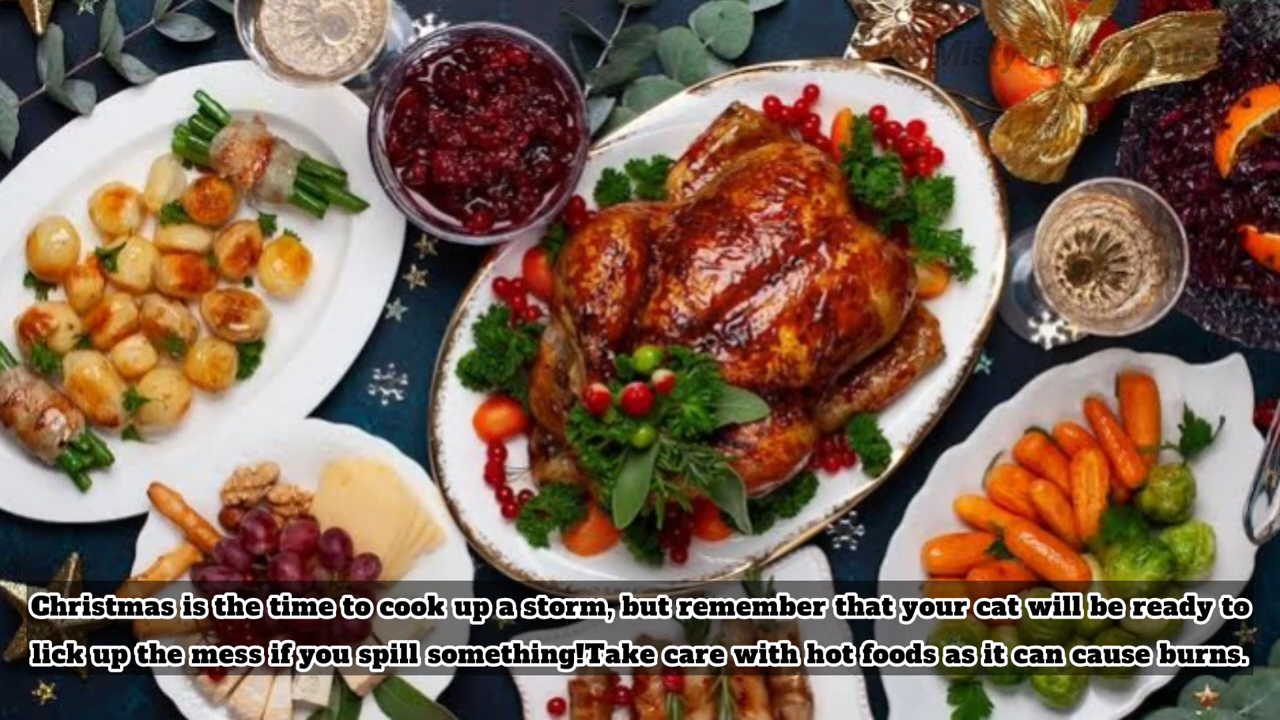 Christmas is the time to cook up a storm, but remember that your cat will be ready to
lick up the mess if you spill something!Take care with hot foods as it can cause burns.